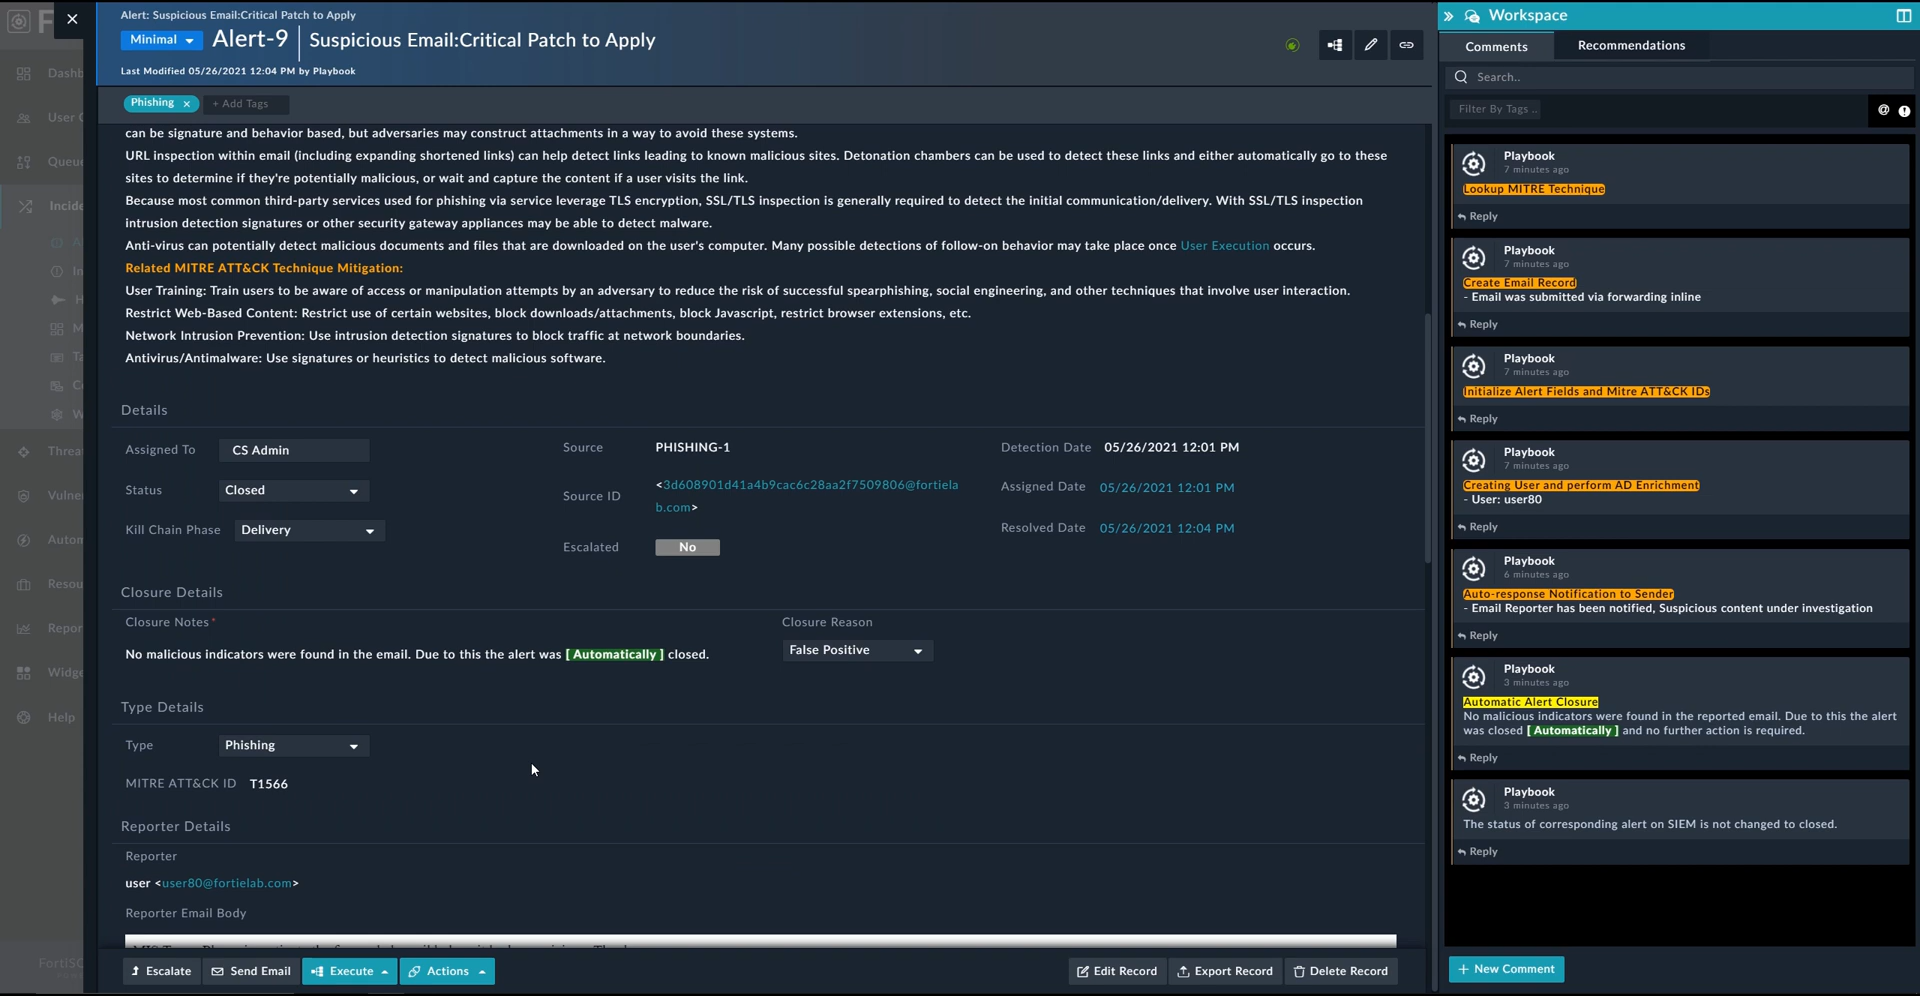 Alert: Suspicious Email:Critical Patch to Apply
Minimal
Alert-9
Suspicious Email:Critical Patch to Apply
Last Modified 05/26/2021 12:04 PM by Playbook
Phishing ×
+ Add Tags
can be signature and behavior based, but adversaries may construct attachments in a way to avoid these systems.
URL inspection within email (including expanding shortened links) can help detect links leading to known malicious sites. Detonation chambers can be used to detect these links and either automatically go to these
sites to determine if they're potentially malicious, or wait and capture the content if a user visits the link.
Because most common third-party services used for phishing via service leverage TLS encryption, SSL/TLS inspection is generally required to detect the initial communication/delivery. With SSL/TLS inspection
intrusion detection signatures or other security gateway appliances may be able to detect malware.
Anti-virus can potentially detect malicious documents and files that are downloaded on the user's computer. Many possible detections of follow-on behavior may take place once User Execution occurs.
Related MITRE ATT&CK Technique Mitigation:
User Training: Train users to be aware of access or manipulation attempts by an adversary to reduce the risk of successful spearphishing, social engineering, and other techniques that involve user interaction.
Restrict Web-Based Content: Restrict use of certain websites, block downloads/attachments, block Javascript, restrict browser extensions, etc.
Network Intrusion Prevention: Use intrusion detection signatures to block traffic at network boundaries.
Antivirus/Antimalware: Use signatures or heuristics to detect malicious software.
Details
Assigned To CS Admin
Status Closed
Kill Chain Phase Delivery
Source PHISHING-1
Source ID <3d608901d41a4b9cac6c28aa2f7509806@fortiela
b.com>
Escalated No
Detection Date 05/26/2021 12:01 PM
Assigned Date 05/26/2021 12:01 PM
Resolved Date 05/26/2021 12:04 PM
Closure Details
Closure Notes*
No malicious indicators were found in the email. Due to this the alert was [ Automatically ] closed.
Closure Reason
False Positive
Type Details
Type Phishing
MITRE ATT&CK ID T1566
Reporter Details
Reporter
user <user80@fortielab.com>
Reporter Email Body
Escalate
Send Email
Execute
Actions
Edit Record
Export Record
Delete Record
Workspace
Comments
Recommendations
Search..
Filter By Tags ..
Playbook
7 minutes ago
Lookup MITRE Technique
Reply
Playbook
7 minutes ago
Create Email Record
- Email was submitted via forwarding inline
Reply
Playbook
7 minutes ago
Initialize Alert Fields and Mitre ATT&CK IDs
Reply
Playbook
7 minutes ago
Creating User and perform AD Enrichment
- User: user80
Reply
Playbook
6 minutes ago
Auto-response Notification to Sender
- Email Reporter has been notified, Suspicious content under investigation
Reply
Playbook
3 minutes ago
Automatic Alert Closure
No malicious indicators were found in the reported email. Due to this the alert
was closed [ Automatically ] and no further action is required.
Reply
Playbook
3 minutes ago
The status of corresponding alert on SIEM is not changed to closed.
Reply
+ New Comment
Dashb
User C
Queue
Incide
Threa
Vulner
Autom
Resou
Repor
Widge
Help
FortiSO